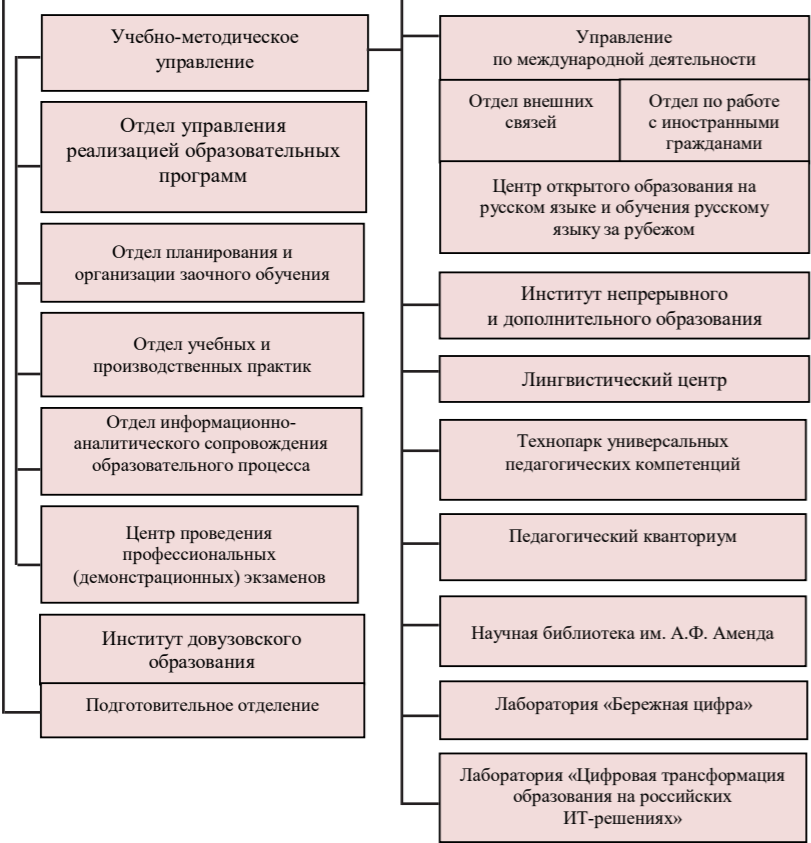 Учебно-методическое
управление
Отдел управления
реализацией образовательных
программ
Отдел планирования и
организации заочного обучения
Отдел учебных и
производственных практик
Отдел информационно-
аналитического сопровождения
образовательного процесса
Центр проведения
профессиональных
(демонстрационных) экзаменов
Институт довузовского
образования
Подготовительное отделение
Управление
по международной деятельности
Отдел внешних
связей
Отдел по работе
с иностранными
гражданами
Центр открытого образования на
русском языке и обучения русскому
языку за рубежом
Институт непрерывного
и дополнительного образования
Лингвистический центр
Технопарк универсальных
педагогических компетенций
Педагогический кванториум
Научная библиотека им. А.Ф. Аменда
Лаборатория «Бережная цифра»
Лаборатория «Цифровая трансформация
образования на российских
ИТ-решениях»